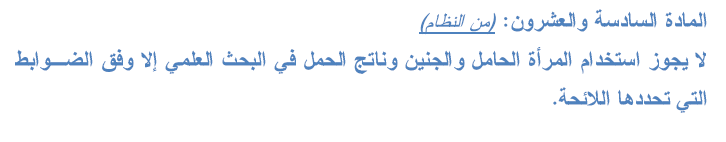 المادة السادسة والعشرون: (من النظام)
لا يجوز استخدام المرأة الحامل والجنين وناتج الحمل في البحث العلمي إلا وفق الضـــوابط
التي تحددها اللائحة.